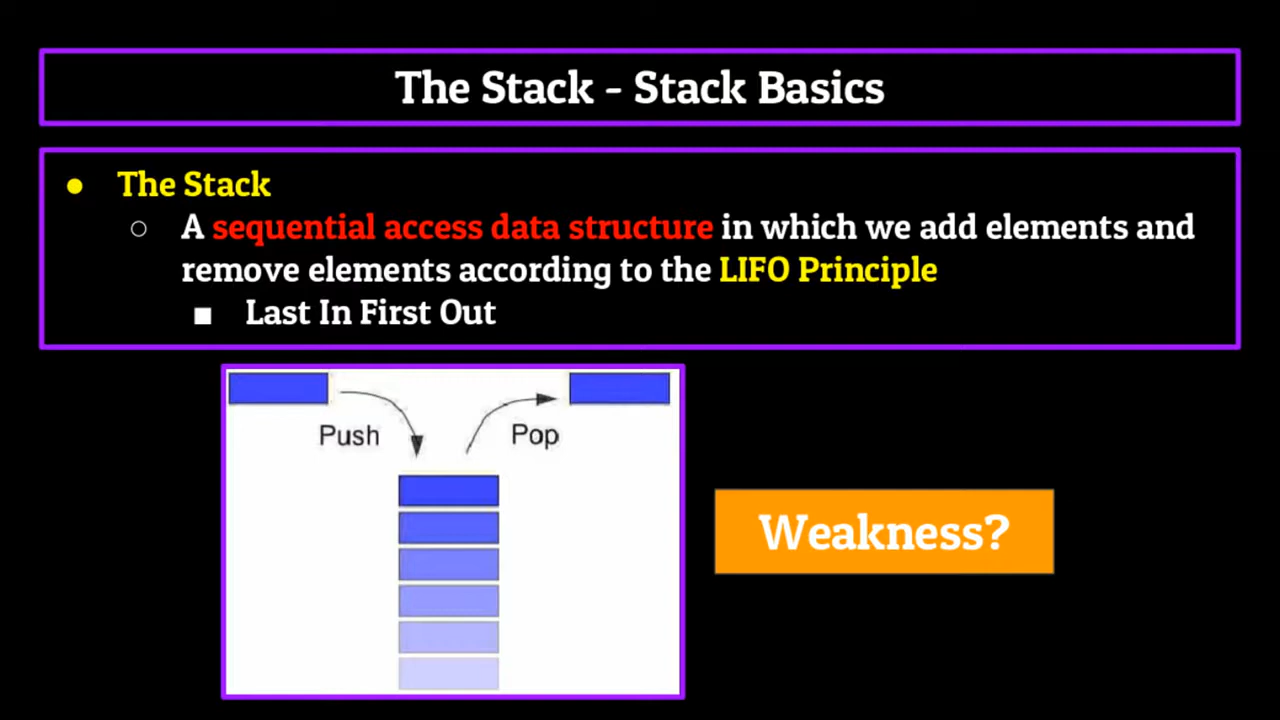 The Stack - Stack Basics
● The Stack
○ A sequential access data structure in which we add elements and
remove elements according to the LIFO Principle
■ Last In First Out
Push
Pop
Weakness?